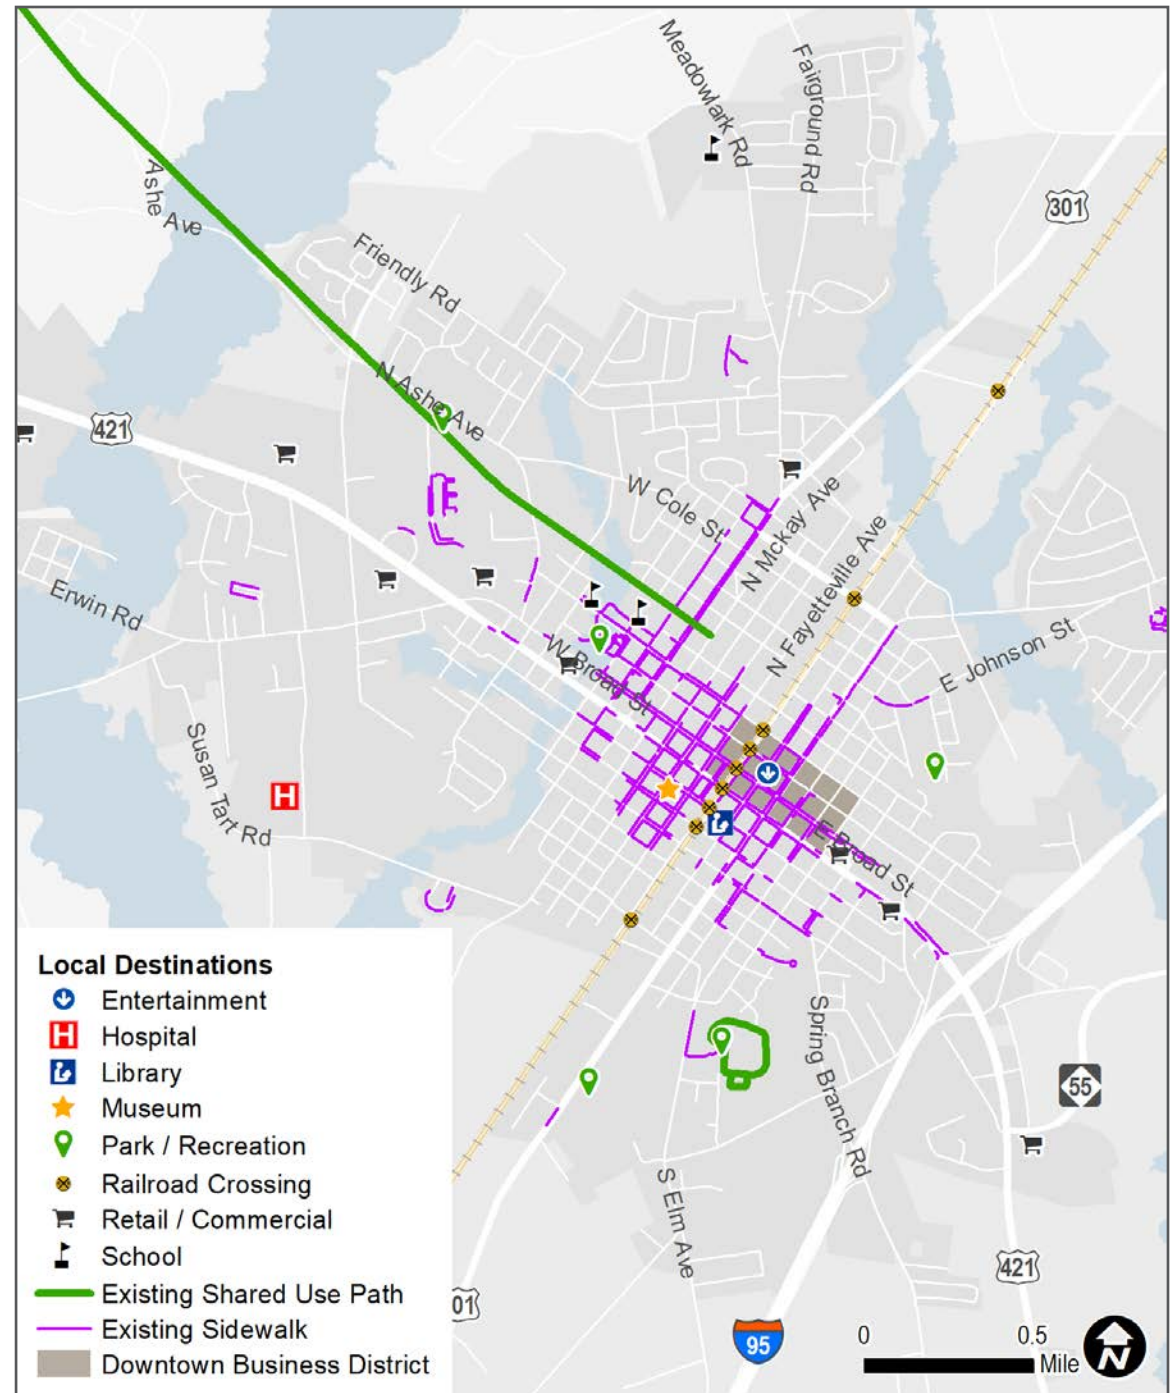 Meadowlark Rd
Fairground Rd
301
Ashe Ave
Friendly Rd
N Ashe Ave
421
W Cole St
N Mckay Ave
N Fayetteville Ave
Erwin Rd
E Johnson St
W Broad St
Susan Tart Rd
H
E Broad St
Spring Branch Rd
55
S Elm Ave
421
01
95
Local Destinations
Entertainment
H Hospital
Library
Museum
Park / Recreation
Railroad Crossing
Retail / Commercial
School
Existing Shared Use Path
Existing Sidewalk
Downtown Business District
0 0.5
Mile
N